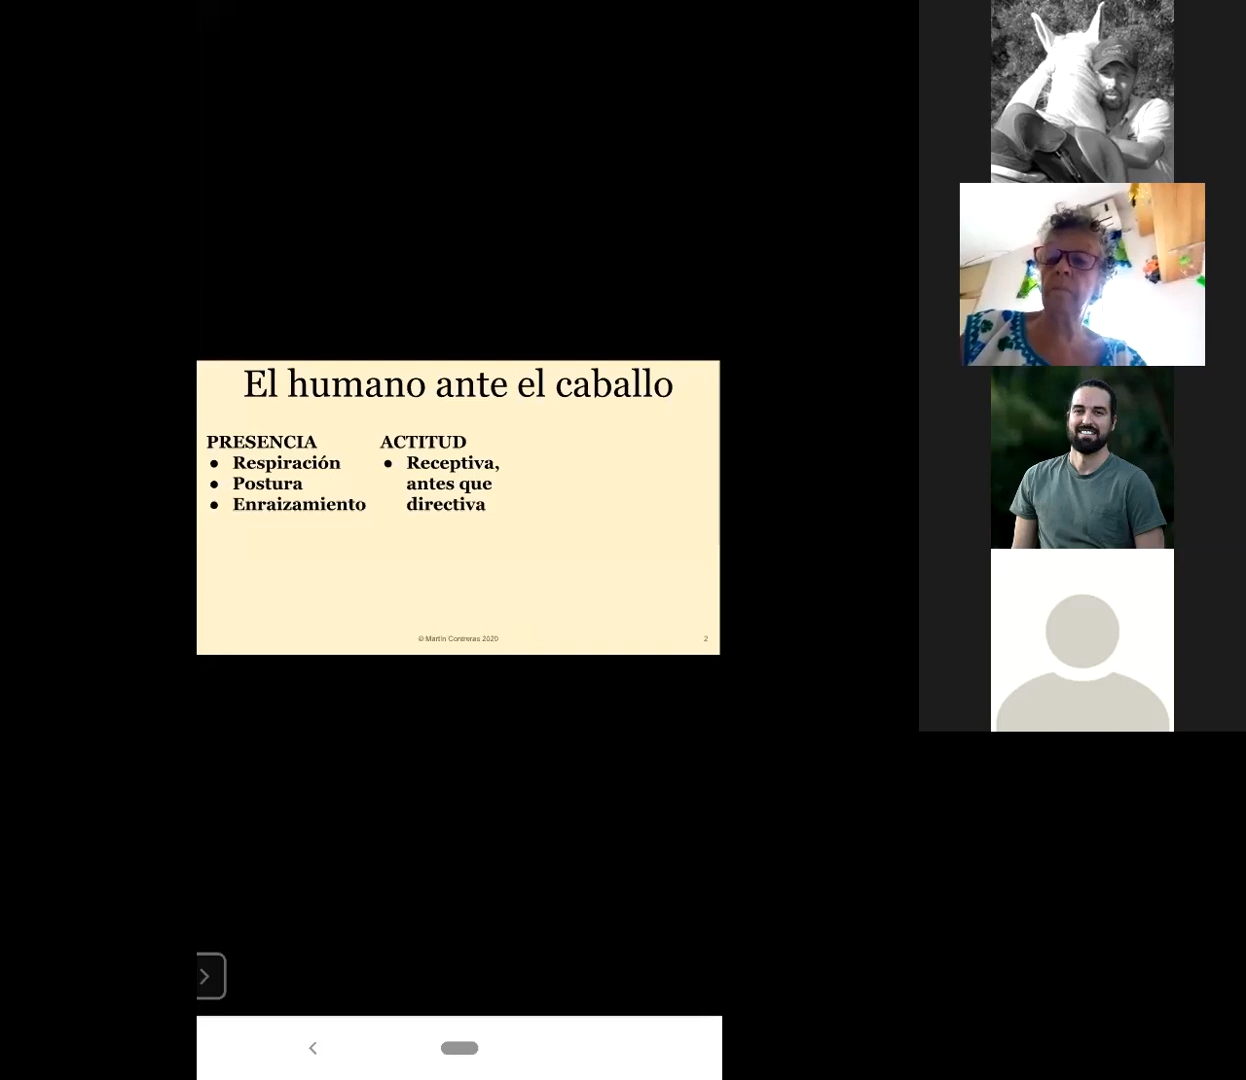 El humano ante el caballo
PRESENCIA
● Respiración
● Postura
● Enraizamiento
ACTITUD
● Receptiva,
antes que
directiva
© Martín Contreras 2020
2